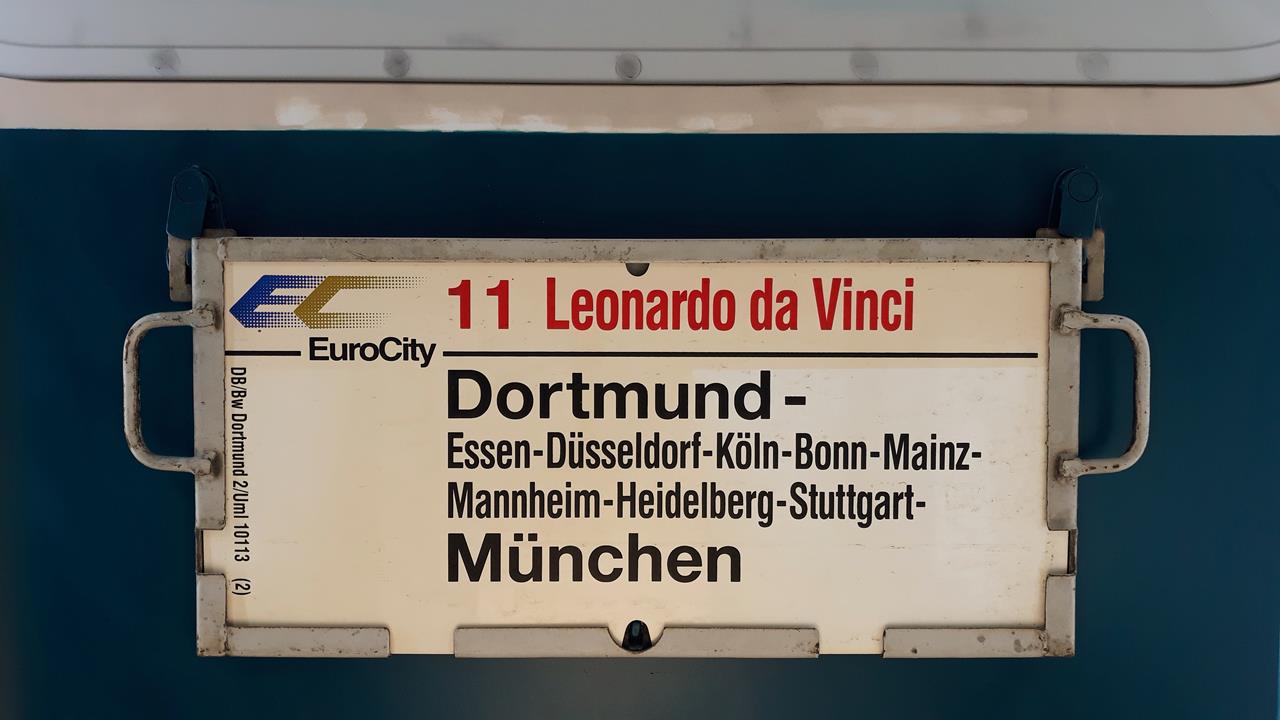 EC
11 Leonardo da Vinci
EuroCity
Dortmund-
Essen-Düsseldorf-Köln-Bonn-Mainz-
Mannheim-Heidelberg-Stuttgart-
München
DB/Bw Dortmund 2/Uml 10113 (2)